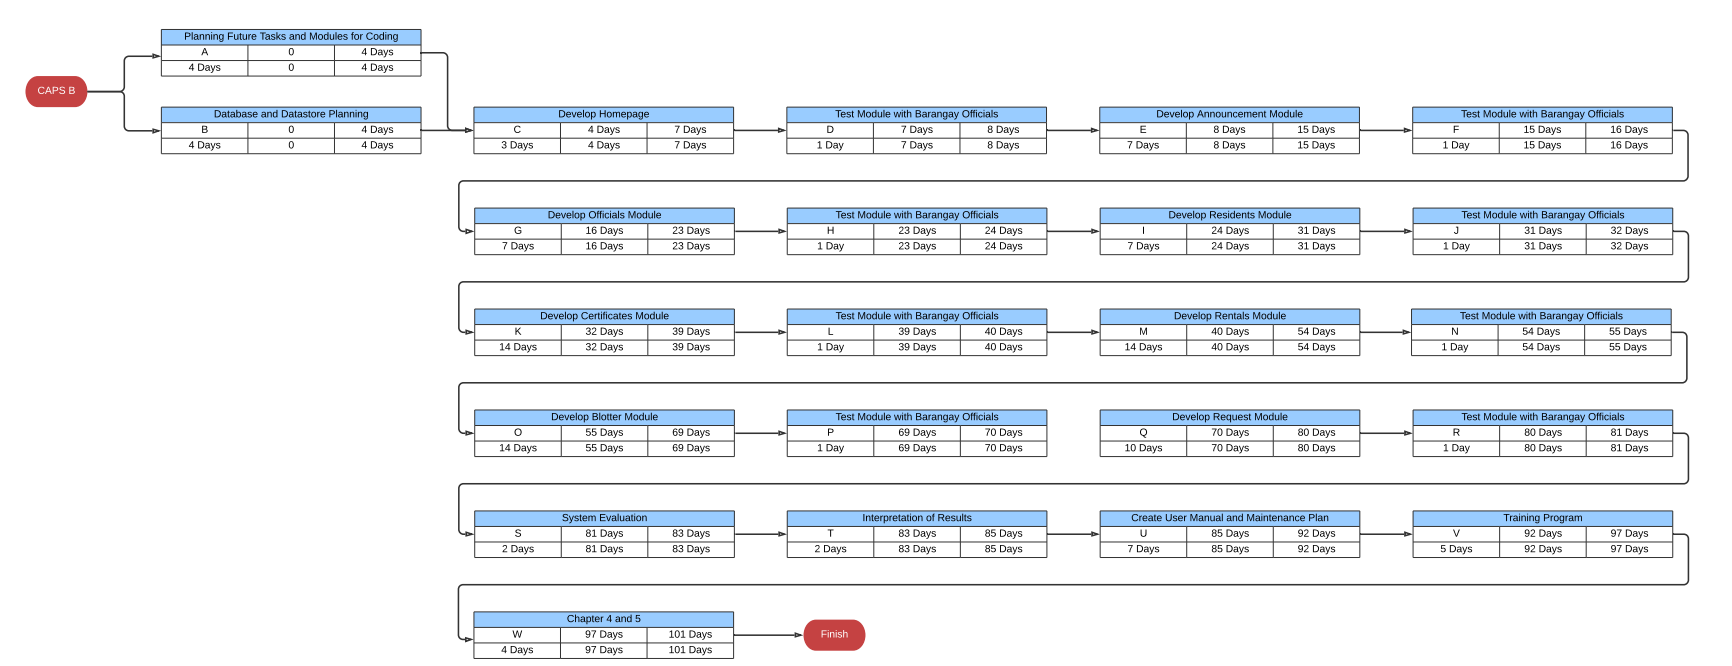 Planning Future Tasks and Modules for Coding
A 0 4 Days
4 Days 0 4 Days
CAPS B
Database and Datastore Planning
B 0 4 Days
4 Days 0 4 Days
Develop Homepage
C 4 Days 7 Days
3 Days 4 Days 7 Days
Test Module with Barangay Officials
D 7 Days 8 Days
1 Day 7 Days 8 Days
Develop Announcement Module
E 8 Days 15 Days
7 Days 8 Days 15 Days
Test Module with Barangay Officials
F 15 Days 16 Days
1 Day 15 Days 16 Days
Develop Officials Module
G 16 Days 23 Days
7 Days 16 Days 23 Days
Test Module with Barangay Officials
H 23 Days 24 Days
1 Day 23 Days 24 Days
Develop Residents Module
I 24 Days 31 Days
7 Days 24 Days 31 Days
Test Module with Barangay Officials
J 31 Days 32 Days
1 Day 31 Days 32 Days
Develop Certificates Module
K 32 Days 39 Days
14 Days 32 Days 39 Days
Test Module with Barangay Officials
L 39 Days 40 Days
1 Day 39 Days 40 Days
Develop Rentals Module
M 40 Days 54 Days
14 Days 40 Days 54 Days
Test Module with Barangay Officials
N 54 Days 55 Days
1 Day 54 Days 55 Days
Develop Blotter Module
O 55 Days 69 Days
14 Days 55 Days 69 Days
Test Module with Barangay Officials
P 69 Days 70 Days
1 Day 69 Days 70 Days
Develop Request Module
Q 70 Days 80 Days
10 Days 70 Days 80 Days
Test Module with Barangay Officials
R 80 Days 81 Days
1 Day 80 Days 81 Days
System Evaluation
S 81 Days 83 Days
2 Days 81 Days 83 Days
Interpretation of Results
T 83 Days 85 Days
2 Days 83 Days 85 Days
Create User Manual and Maintenance Plan
U 85 Days 92 Days
7 Days 85 Days 92 Days
Training Program
V 92 Days 97 Days
5 Days 92 Days 97 Days
Chapter 4 and 5
W 97 Days 101 Days
4 Days 97 Days 101 Days
Finish